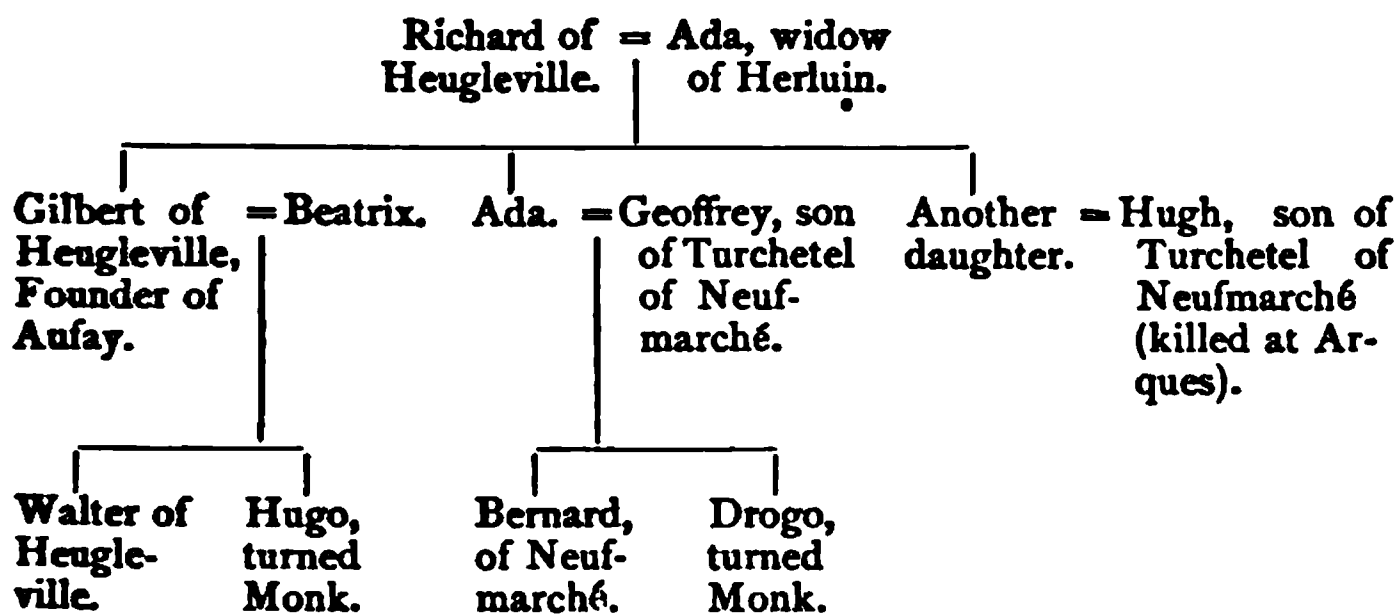 Richard of = Ada, widow
Heugleville. of Herluin.
Gilbert of = Beatrix.
Heugleville,
Founder of
Aufay.
Ada. = Geoffrey, son
of Turchetel
of Neuf-
marché.
Another = Hugh, son of
daughter. Turchetel of
Neufmarché
(killed at Ar-
ques).
Walter of
Heugle-
ville.
Hugo,
turned
Monk.
Bernard,
of Neuf-
marché.
Drogo,
turned
Monk.